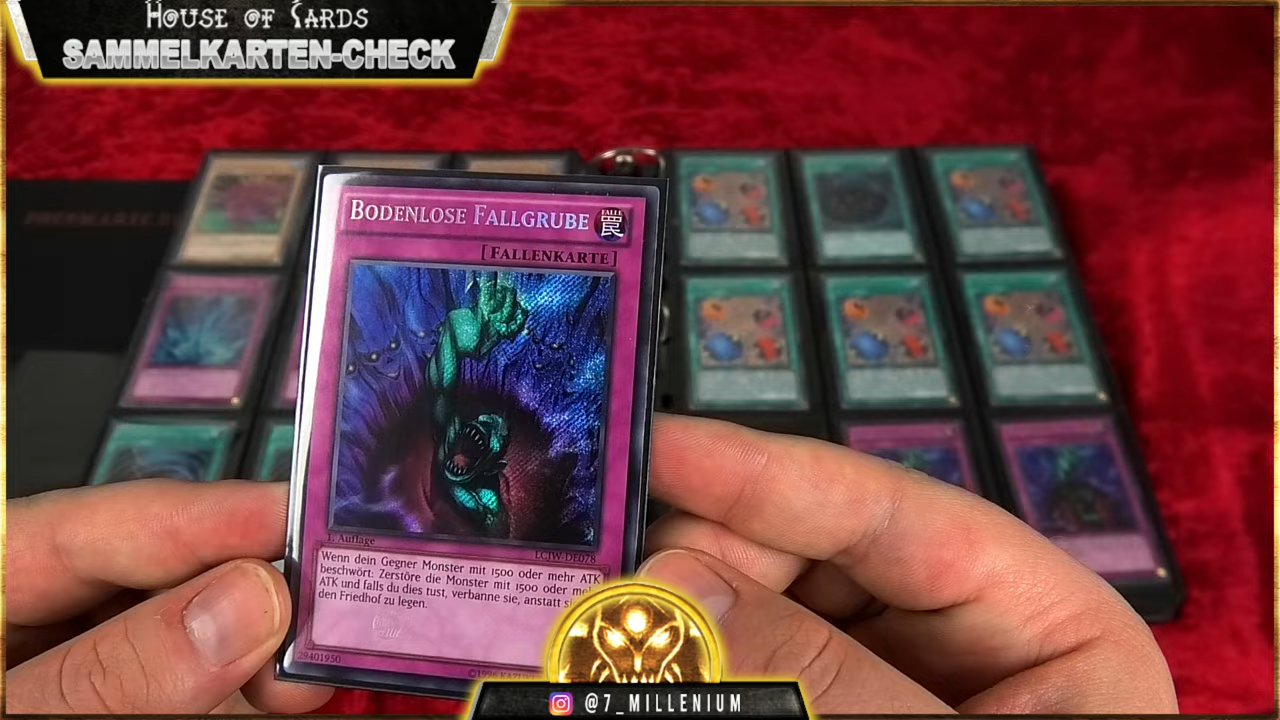 HOUSE OF CARDS
SAMMELKARTEN-CHECK
BODENLOSE FALLGRUBE
FALLE
罠
[FALLENKARTE]
1. Auflage
LCJW-DE078
Wenn dein Gegner Monster mit 1500 oder mehr ATK
beschwört: Zerstöre die Monster mit 1500 oder
ATK und falls du dies tust, verbanne sie, anstatt
den Friedhof zu legen.
29401950
©1996
@7_MILLENIUM